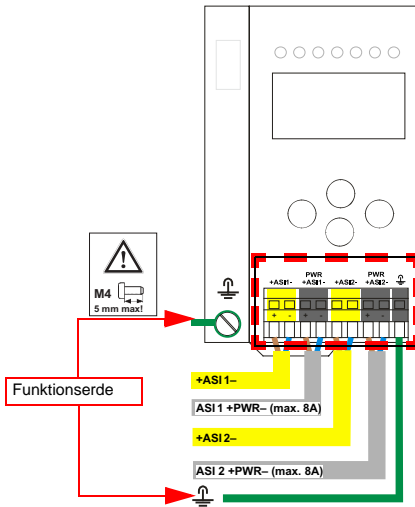 M4
5 mm max!
+ASI1-
PWR
+ASI1-
+ASI2-
PWR
+ASI2-
+ - + - + - + -
Funktionserde
+ASI 1–
ASI 1 +PWR– (max. 8A)
+ASI 2–
ASI 2 +PWR– (max. 8A)